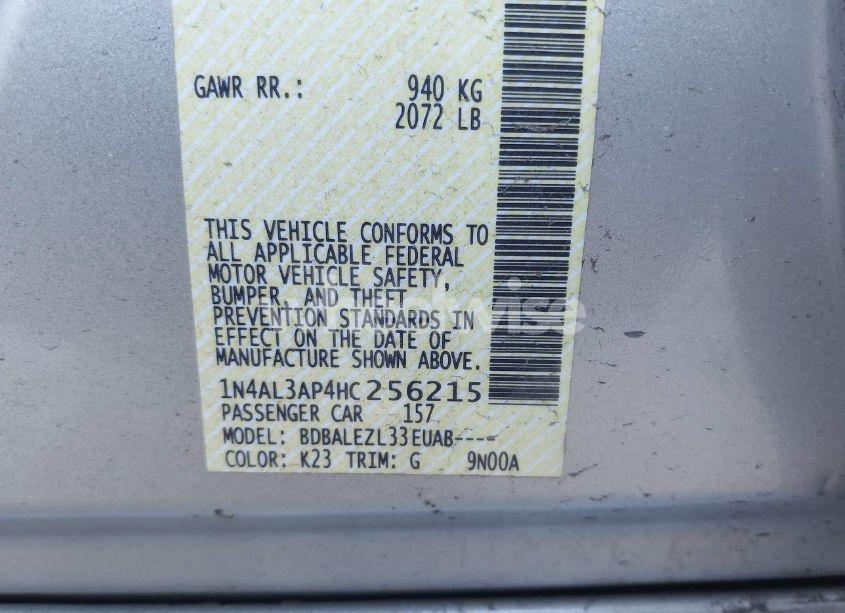 GAWR RR.: 940 KG
2072 LB
THIS VEHICLE CONFORMS TO
ALL APPLICABLE FEDERAL
MOTOR VEHICLE SAFETY,
BUMPER, AND THEFT
PREVENTION STANDARDS IN
EFFECT ON THE DATE OF
MANUFACTURE SHOWN ABOVE.
1N4AL3AP4HC256215
PASSENGER CAR 157
MODEL: BDBALEZL33EUAB----
COLOR: K23 TRIM: G 9N00A